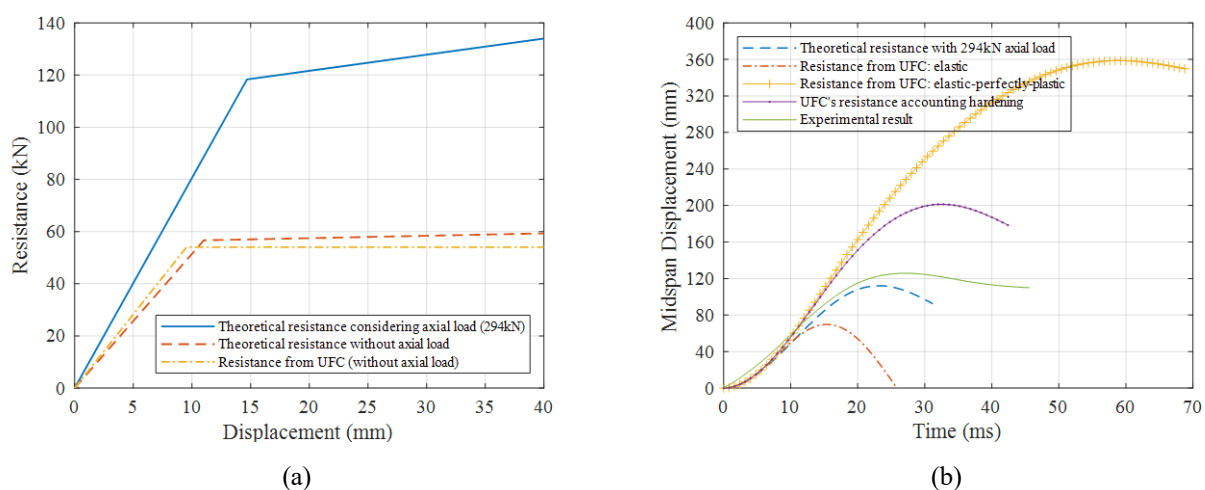 140
120
100
80
60
40
20
0
Resistance (kN)
Theoretical resistance considering axial load (294kN)
Theoretical resistance without axial load
Resistance from UFC (without axial load)
0 5 10 15 20 25 30 35 40
Displacement (mm)
(a)
400
360
320
280
240
200
160
120
80
40
0
Midspan Displacement (mm)
Theoretical resistance with 294kN axial load
Resistance from UFC: elastic
Resistance from UFC: elastic-perfectly-plastic
UFC's resistance accounting hardening
Experimental result
0 10 20 30 40 50 60 70
Time (ms)
(b)